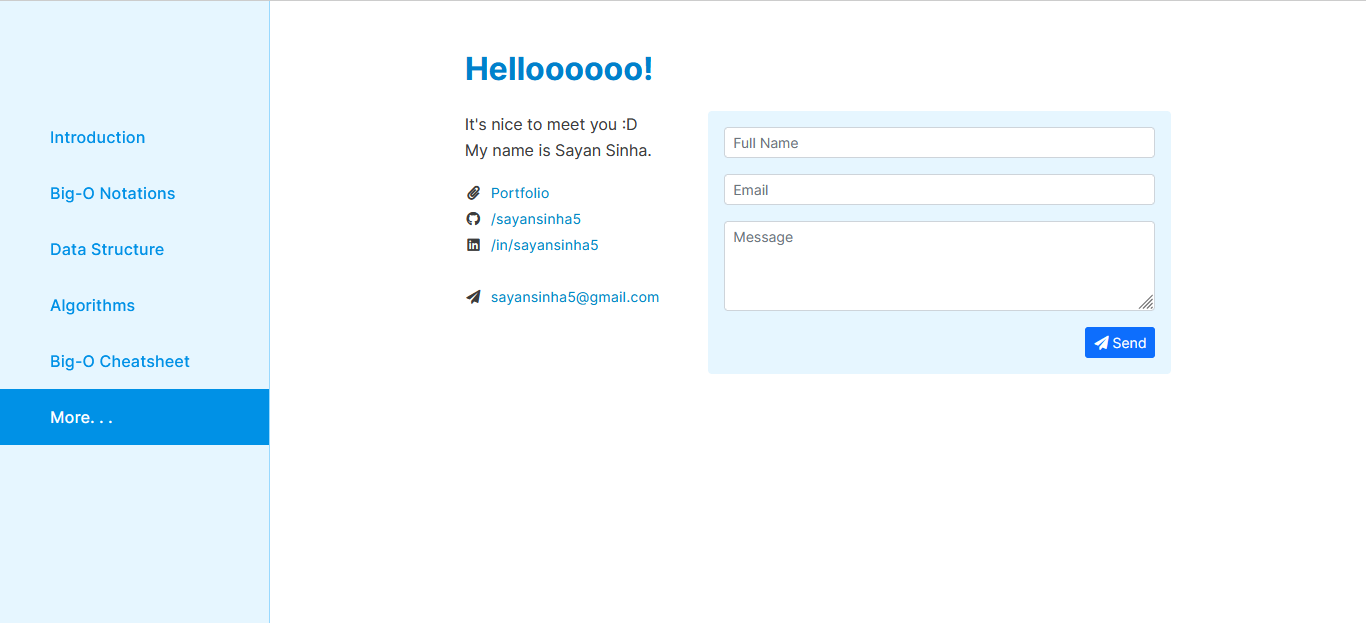 Introduction
Big-O Notations
Data Structure
Algorithms
Big-O Cheatsheet
More. . .
Helloooooo!
It's nice to meet you :D
My name is Sayan Sinha.
Portfolio
/sayansinha5
/in/sayansinha5
sayansinha5@gmail.com
Full Name
Email
Message
Send